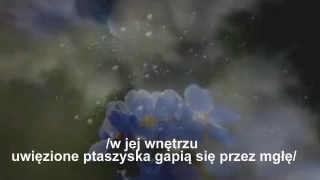 /w jej wnętrzu
uwięzione ptaszyska gapią się przez mgłę/